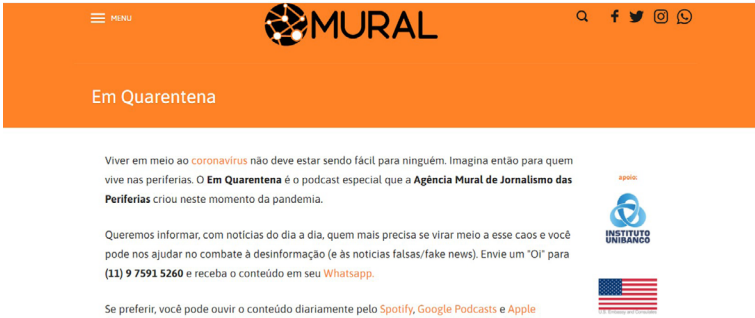 MENU
MURAL
Em Quarentena
Viver em meio ao coronavírus não deve estar sendo fácil para ninguém. Imagina então para quem
vive nas periferias. O Em Quarentena é o podcast especial que a Agência Mural de Jornalismo das
Periferias criou neste momento da pandemia.
apoio:
INSTITUTO
UNIBANCO
Queremos informar, com notícias do dia a dia, quem mais precisa se virar meio a esse caos e você
pode nos ajudar no combate à desinformação (e às noticias falsas/fake news). Envie um "Oi" para
(11) 9 7591 5260 e receba o conteúdo em seu Whatsapp.
U.S. Embassy and Consulates
Se preferir, você pode ouvir o conteúdo diariamente pelo Spotify, Google Podcasts e Apple